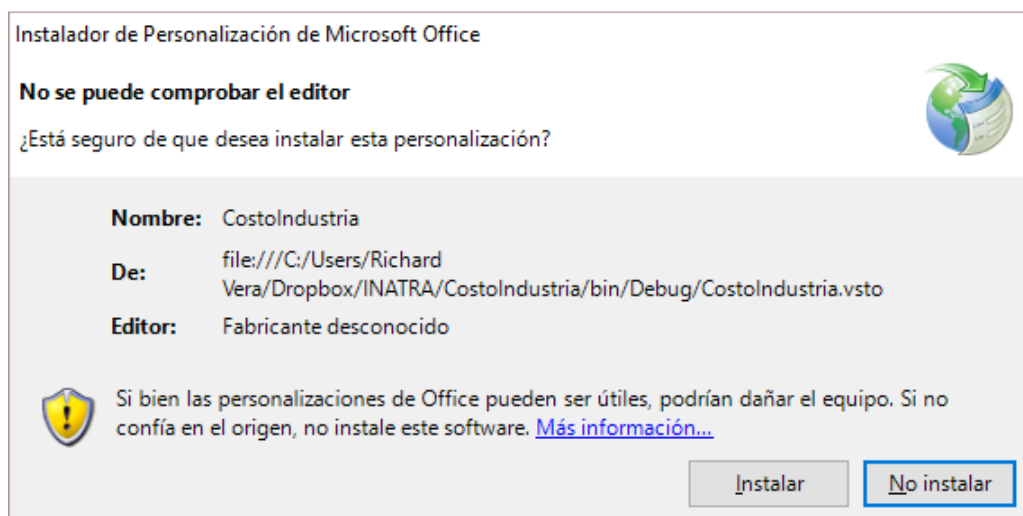 Instalador de Personalización de Microsoft Office
No se puede comprobar el editor
¿Está seguro de que desea instalar esta personalización?
Nombre: CostoIndustria
De: file:///C:/Users/Richard
Vera/Dropbox/INATRA/CostoIndustria/bin/Debug/CostoIndustria.vsto
Editor: Fabricante desconocido
Si bien las personalizaciones de Office pueden ser útiles, podrían dañar el equipo. Si no
confía en el origen, no instale este software. Más información...
Instalar No instalar